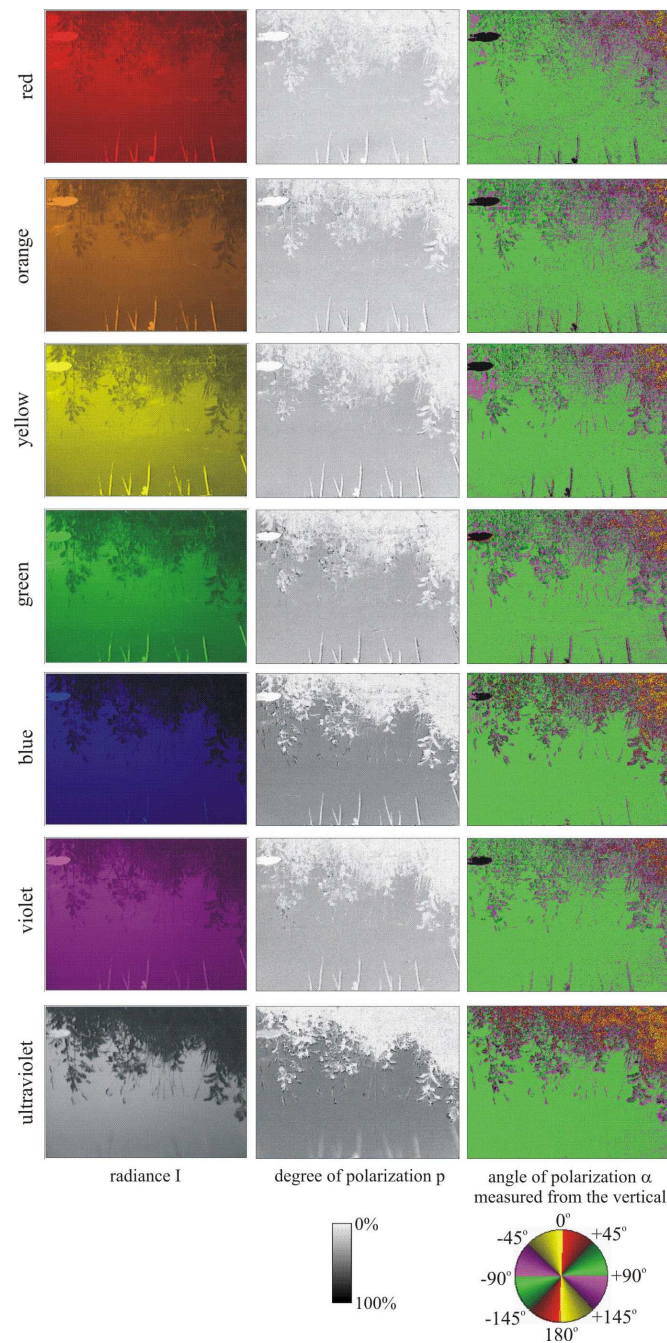 red
orange
yellow
green
blue
violet
ultraviolet
radiance I
degree of polarization p
angle of polarization α
measured from the vertical
0%
100%
0°
-45°
+45°
-90°
+90°
-145°
+145°
180°